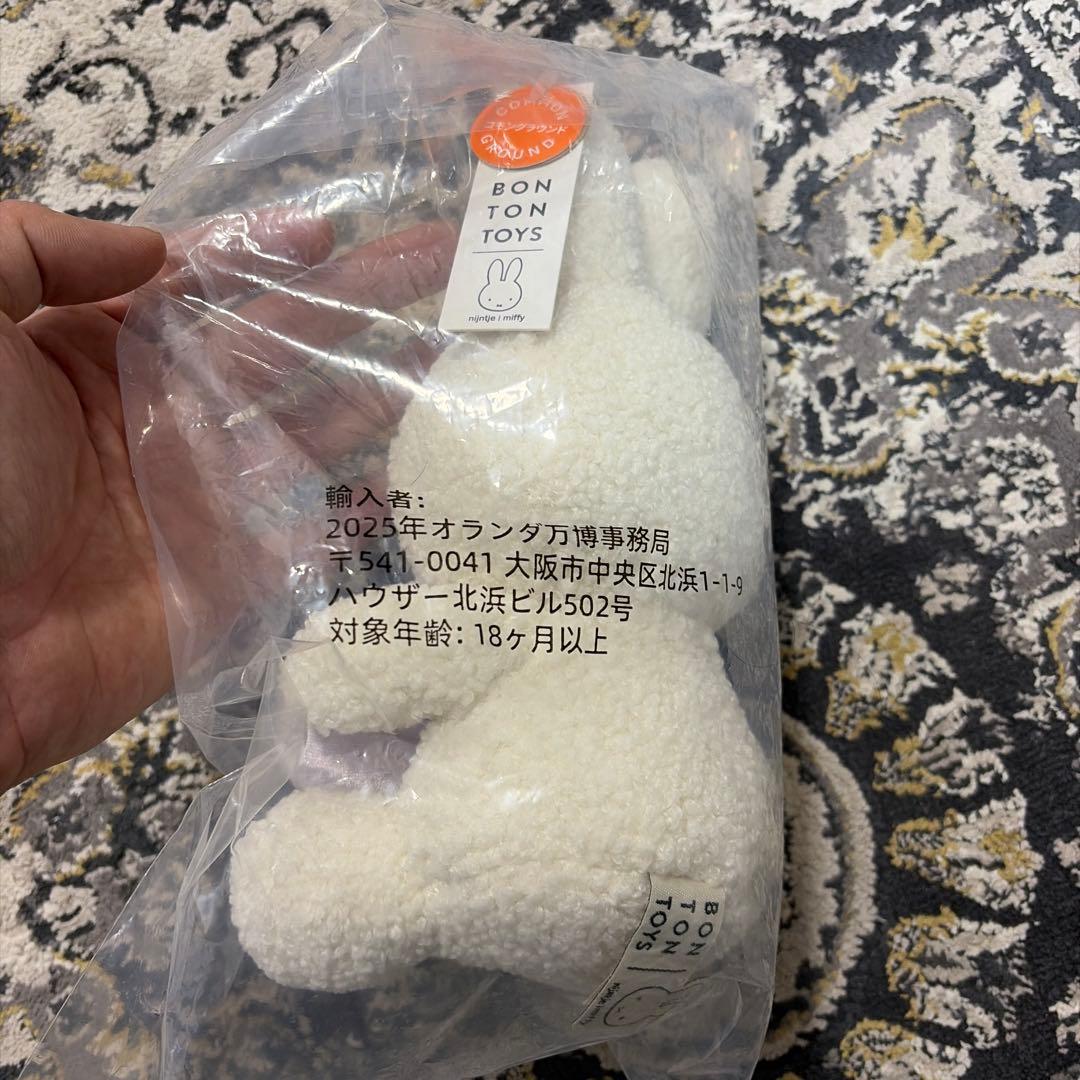 COMMON
コモングラウンド
GROUND
BON
TON
TOYS
nijntje | miffy
輸入者:
2025年オランダ万博事務局
〒541-0041 大阪市中央区北浜1-1-9
ハウザー北浜ビル502号
対象年齢: 18ヶ月以上
BON
TON
TOYS
nijntje | miffy